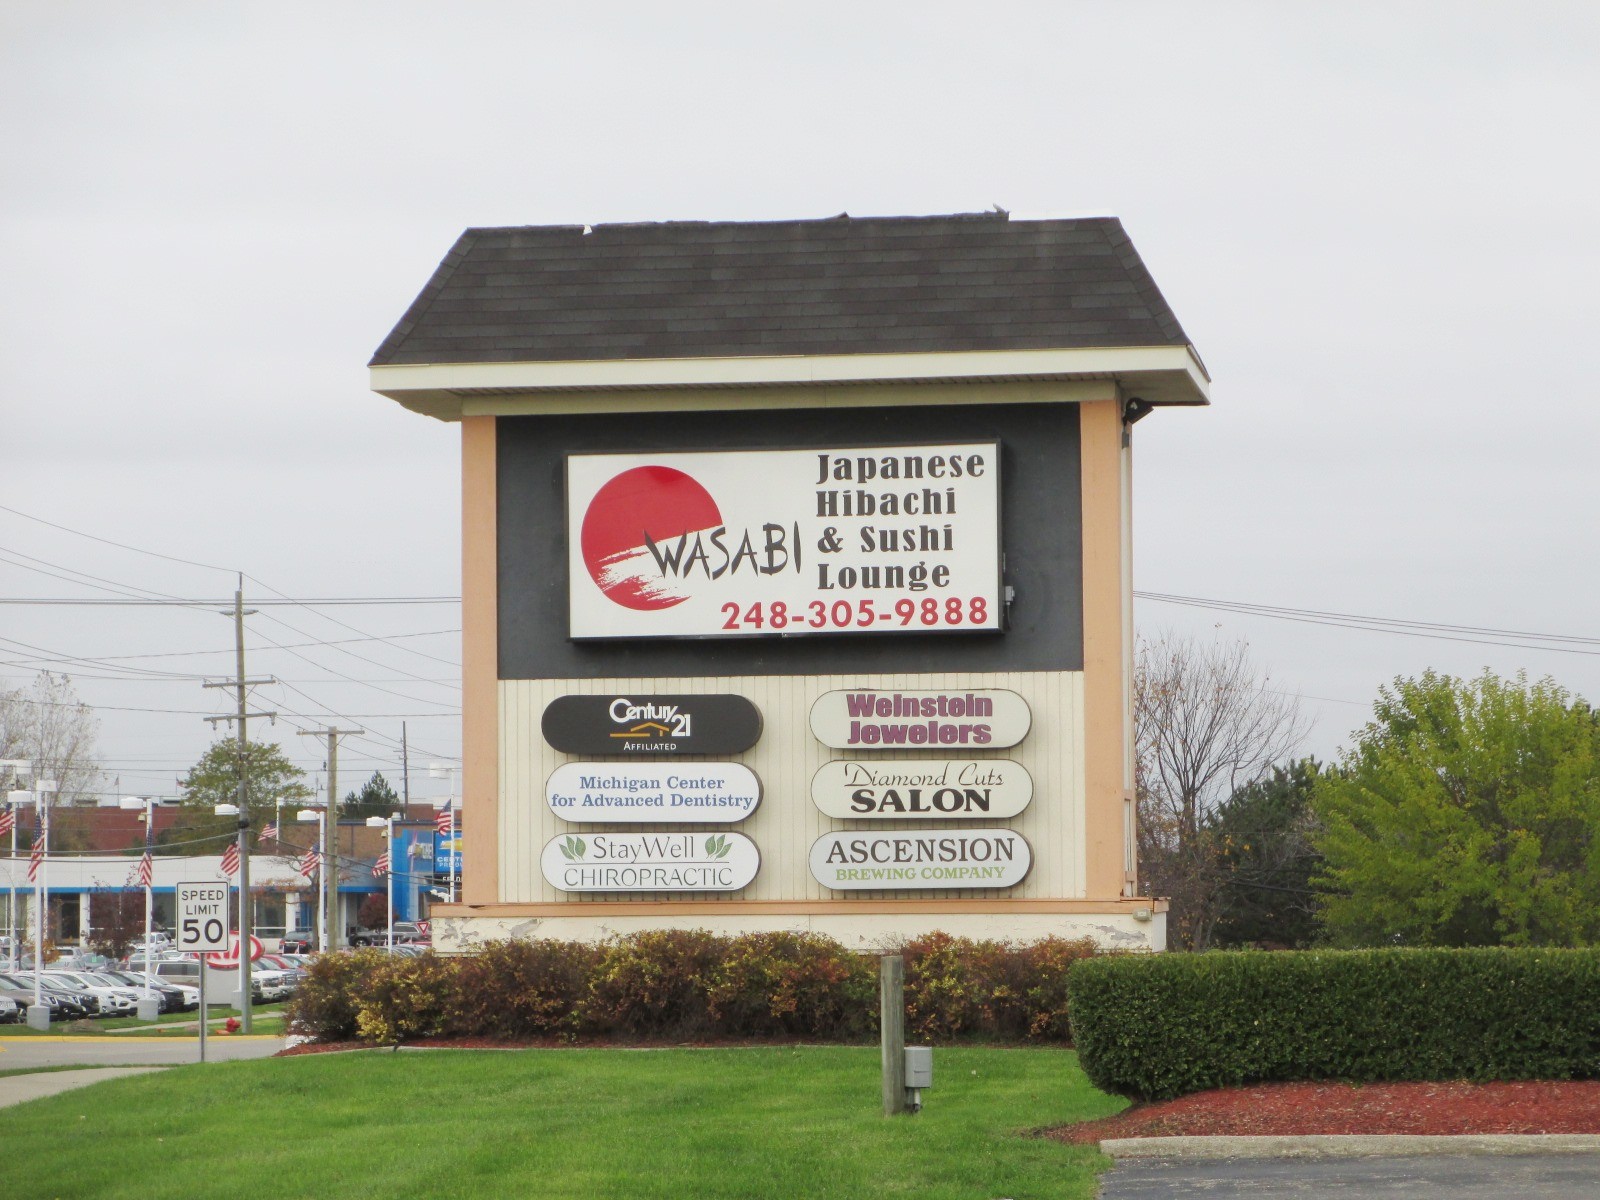 WASABI
Japanese
Hibachi
& Sushi
Lounge
248-305-9888
Century 21
AFFILIATED
Weinstein
Jewelers
Michigan Center
for Advanced Dentistry
Diamond Cuts
SALON
StayWell
CHIROPRACTIC
ASCENSION
BREWING COMPANY
SPEED
LIMIT
50